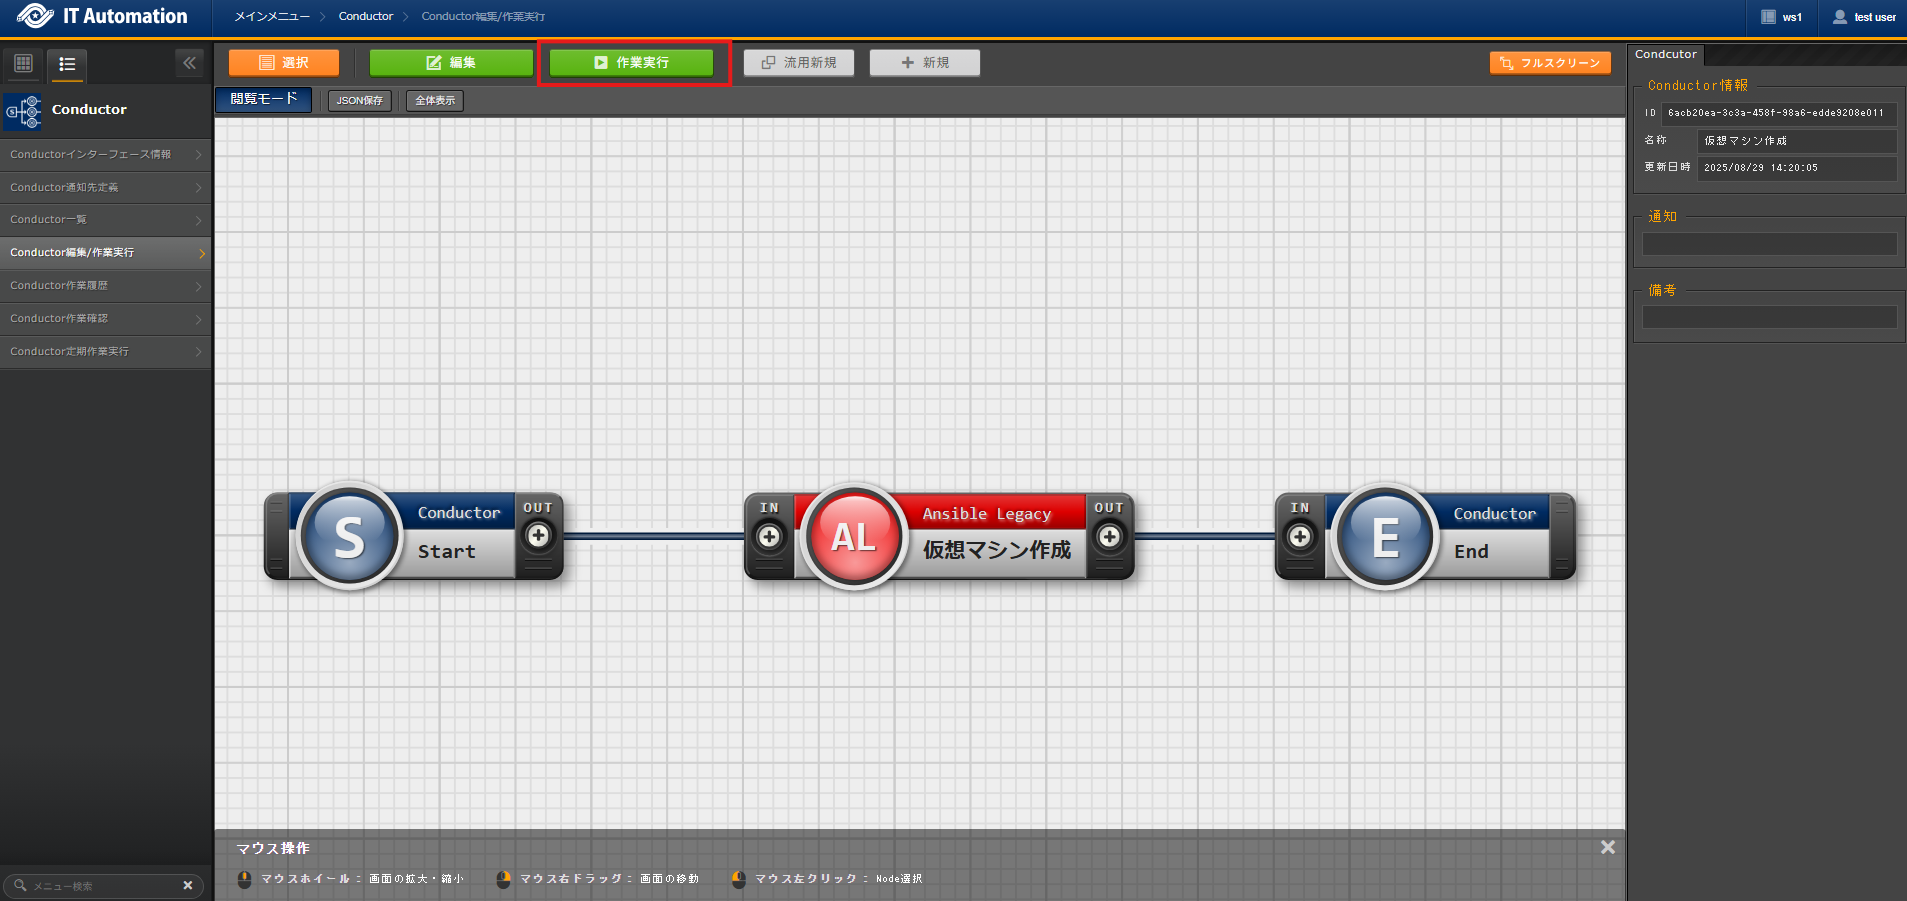 IT Automation
メインメニュー
Conductor
Conductor編集/作業実行
ws1
test user
選択
編集
作業実行
流用新規
新規
フルスクリーン
閲覧モード
JSON保存
全体表示
Conductor
Conductorインターフェース情報
Conductor通知先定義
Conductor一覧
Conductor編集/作業実行
Conductor作業履歴
Conductor作業確認
Conductor定期作業実行
メニュー検索
Condcutor
Conductor情報
ID 6acb20ea-3c3a-458f-98a6-edde9208e011
名称 仮想マシン作成
更新日時 2025/08/29 14:20:05
通知
備考
S
Conductor
Start
OUT
IN
AL
Ansible Legacy
仮想マシン作成
OUT
IN
E
Conductor
End
マウス操作
マウスホイール : 画面の拡大・縮小
マウス右ドラッグ : 画面の移動
マウス左クリック : Node選択